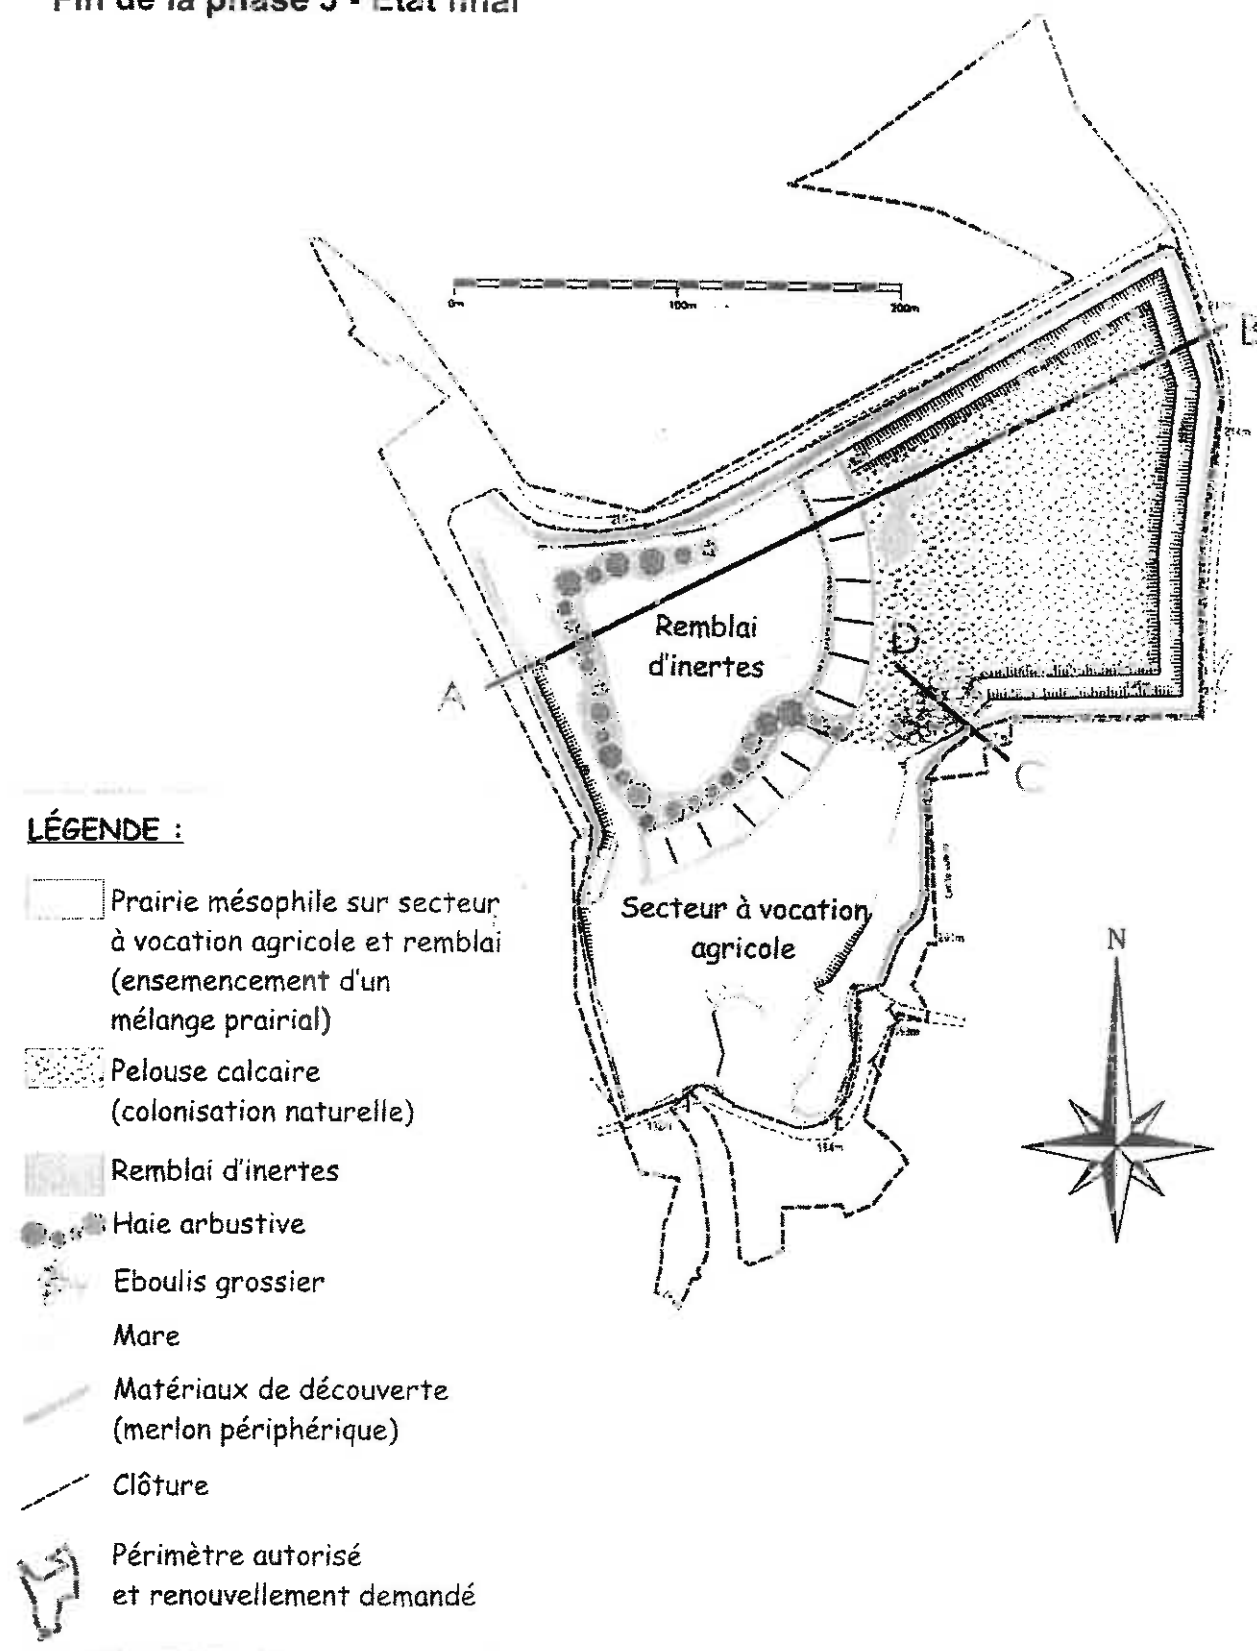 Fin de la phase 5 - Etat final
0m 100m 200m
B
Remblai
d'inertes
D
A
C
LÉGENDE :
Prairie mésophile sur secteur
à vocation agricole et remblai
(ensemencement d'un
mélange prairial)
Pelouse calcaire
(colonisation naturelle)
Remblai d'inertes
Haie arbustive
Eboulis grossier
Mare
Matériaux de découverte
(merlon périphérique)
Clôture
Périmètre autorisé
et renouvellement demandé
Secteur à vocation
agricole
N
184m